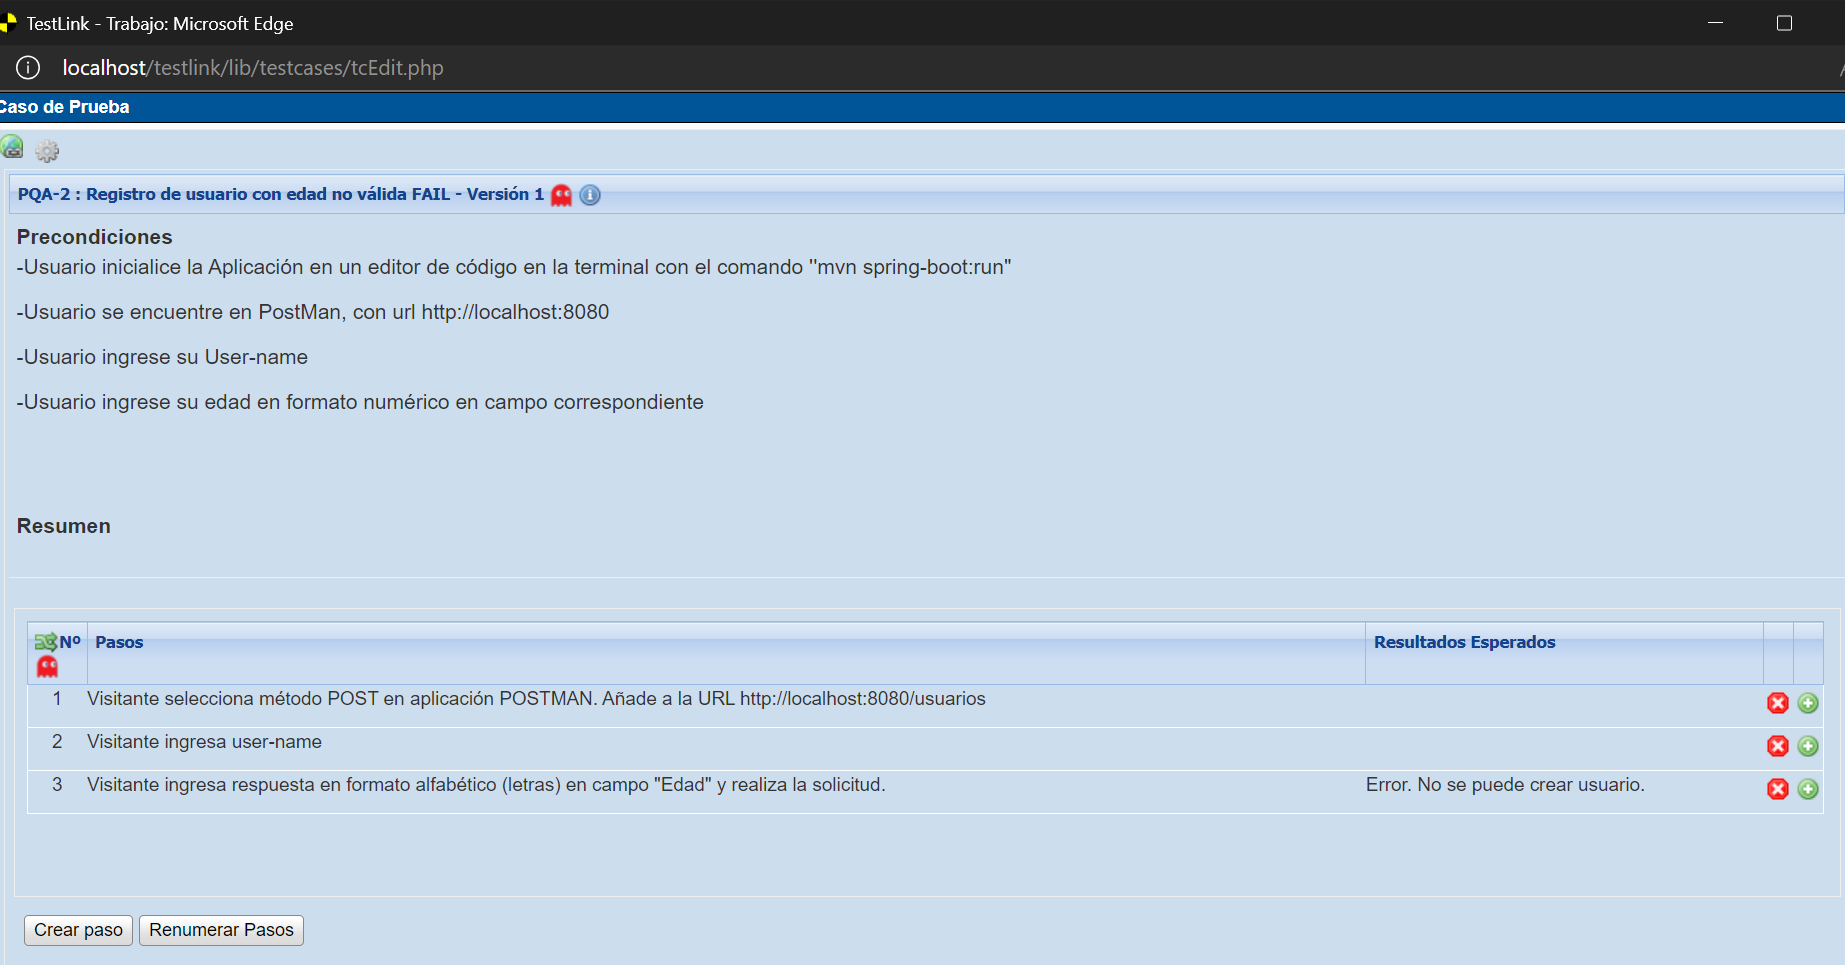 TestLink - Trabajo: Microsoft Edge
localhost/testlink/lib/testcases/tcEdit.php
Caso de Prueba
PQA-2 : Registro de usuario con edad no válida FAIL - Versión 1
Precondiciones
-Usuario inicialice la Aplicación en un editor de código en la terminal con el comando "mvn spring-boot:run"
-Usuario se encuentre en PostMan, con url http://localhost:8080
-Usuario ingrese su User-name
-Usuario ingrese su edad en formato numérico en campo correspondiente
Resumen
Nº Pasos Resultados Esperados
1 Visitante selecciona método POST en aplicación POSTMAN. Añade a la URL http://localhost:8080/usuarios
2 Visitante ingresa user-name
3 Visitante ingresa respuesta en formato alfabético (letras) en campo "Edad" y realiza la solicitud. Error. No se puede crear usuario.
Crear paso Renumerar Pasos